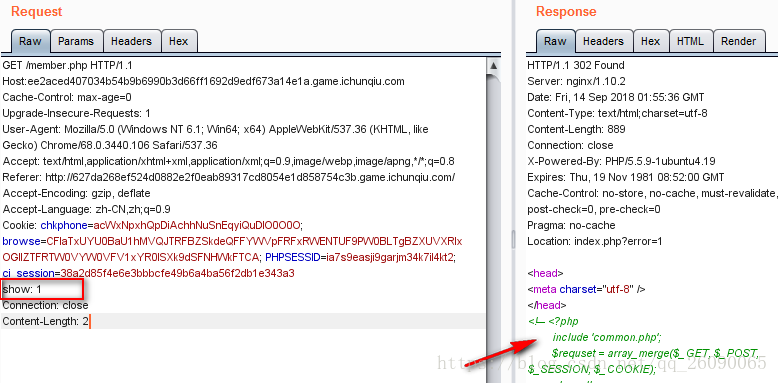 Request
Raw Params Headers Hex
GET /member.php HTTP/1.1
Host:ee2aced407034b54b9b6990b3d66ff1692d9edf673a14e1a.game.ichunqiu.com
Cache-Control: max-age=0
Upgrade-Insecure-Requests: 1
User-Agent: Mozilla/5.0 (Windows NT 6.1; Win64; x64) AppleWebKit/537.36 (KHTML, like
Gecko) Chrome/68.0.3440.106 Safari/537.36
Accept: text/html,application/xhtml+xml,application/xml;q=0.9,image/webp,image/apng,*/*;q=0.8
Referer: http://627da268ef524d0882e2f0eab89317cd8054e1d858754c3b.game.ichunqiu.com/
Accept-Encoding: gzip, deflate
Accept-Language: zh-CN,zh;q=0.9
Cookie: chkphone=acWxNpxhQpDiAchhNuSnEqyiQuDIO0O0O;
browse=CFlaTxUYU0BaU1hMVQJTRFBZSkdeQFFYWVpFRFxRWENTUF9PW0BLTgBZXUVXRlx
OGllZTFRTW0VYW0VFV1xYR0lSXk9dSFNHWkFTCA; PHPSESSID=ia7s9easji9garjm34k7il4kt2;
ci_session=38a2d85f4e6e3bbbcfe49b6a4ba56f2db1e343a3
show: 1
Connection: close
Content-Length: 2
Response
Raw Headers Hex HTML Render
HTTP/1.1 302 Found
Server: nginx/1.10.2
Date: Fri, 14 Sep 2018 01:55:36 GMT
Content-Type: text/html;charset=utf-8
Content-Length: 889
Connection: close
X-Powered-By: PHP/5.5.9-1ubuntu4.19
Expires: Thu, 19 Nov 1981 08:52:00 GMT
Cache-Control: no-store, no-cache, must-revalidate,
post-check=0, pre-check=0
Pragma: no-cache
Location: index.php?error=1
<head>
<meta charset="utf-8" />
</head>
<!-- <?php
include 'common.php';
$requset = array_merge($_GET, $_POST,
$_SESSION, $_COOKIE);